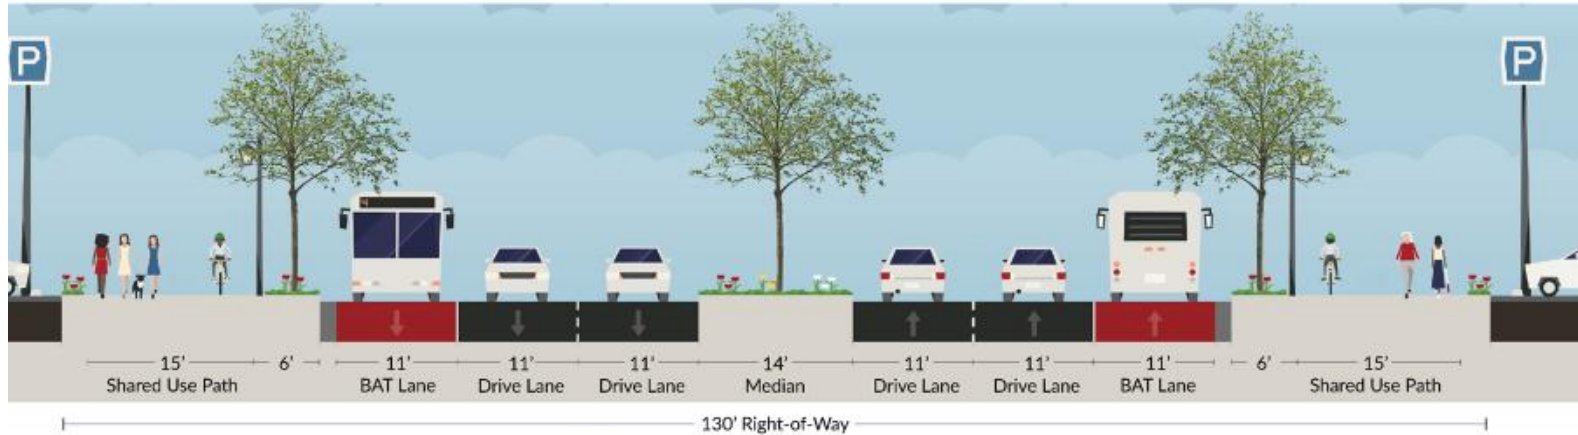 P
P
4
15’ 6’ 11’ 11’ 11’ 14’ 11’ 11’ 11’ 6’ 15’
Shared Use Path BAT Lane Drive Lane Drive Lane Median Drive Lane Drive Lane BAT Lane Shared Use Path
130’ Right-of-Way